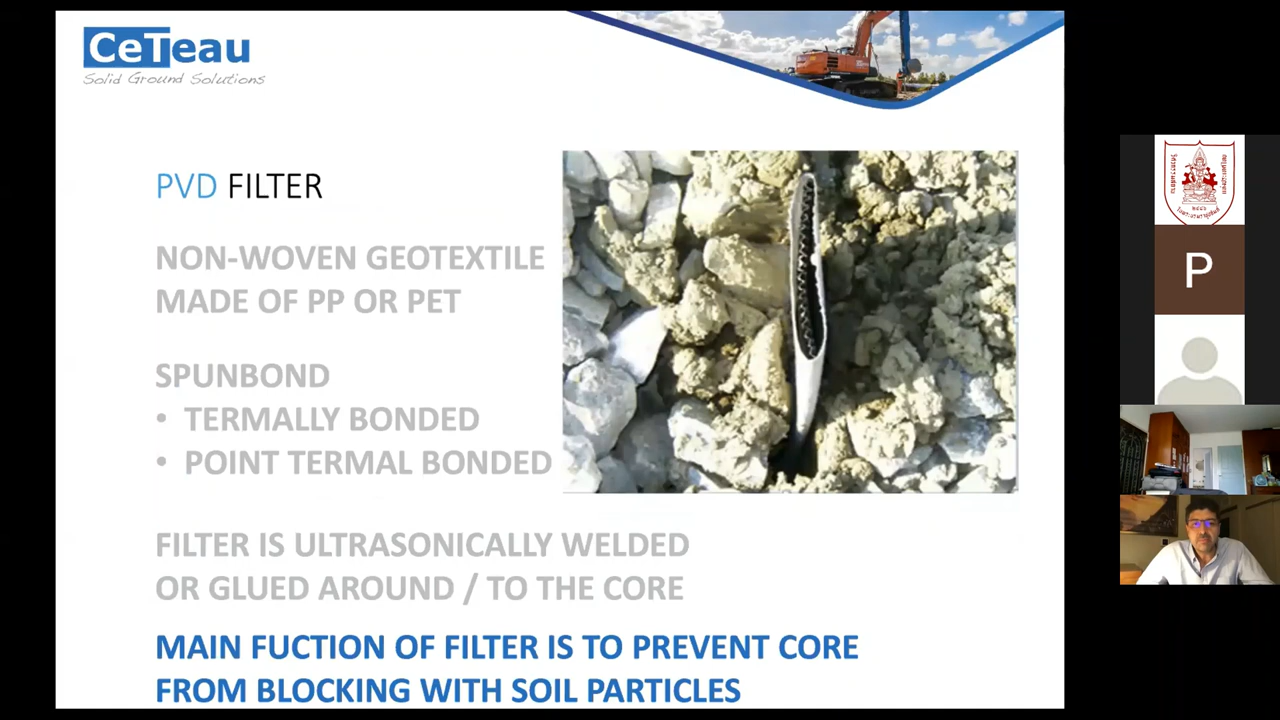 CeTeau
Solid Ground Solutions
PVD FILTER
NON-WOVEN GEOTEXTILE
MADE OF PP OR PET
SPUNBOND
• TERMALLY BONDED
• POINT TERMAL BONDED
FILTER IS ULTRASONICALLY WELDED
OR GLUED AROUND / TO THE CORE
MAIN FUCTION OF FILTER IS TO PREVENT CORE
FROM BLOCKING WITH SOIL PARTICLES
P